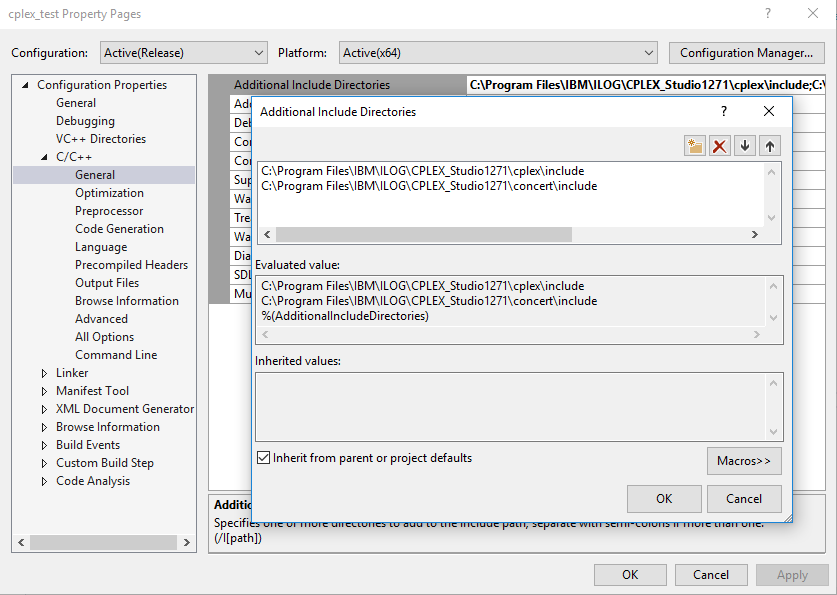 cplex_test Property Pages
Configuration: Active(Release) Platform: Active(x64) Configuration Manager...
Configuration Properties
General
Debugging
VC++ Directories
C/C++
General
Optimization
Preprocessor
Code Generation
Language
Precompiled Headers
Output Files
Browse Information
Advanced
All Options
Command Line
Linker
Manifest Tool
XML Document Generator
Browse Information
Build Events
Custom Build Step
Code Analysis
Additional Include Directories C:\Program Files\IBM\ILOG\CPLEX_Studio1271\cplex\include;C:\
Ad
Deb
Con
Con
Sup
Wa
Tre
Wa
Dia
SDL
Mu
Additional Include Directories
C:\Program Files\IBM\ILOG\CPLEX_Studio1271\cplex\include
C:\Program Files\IBM\ILOG\CPLEX_Studio1271\concert\include
Evaluated value:
C:\Program Files\IBM\ILOG\CPLEX_Studio1271\cplex\include
C:\Program Files\IBM\ILOG\CPLEX_Studio1271\concert\include
%(AdditionalIncludeDirectories)
Inherited values:
Inherit from parent or project defaults
Macros>>
OK Cancel
Additio
Specifies one or more directories to add to the include path; separate with semi-colons if more than one.
(/I[path])
OK Cancel Apply